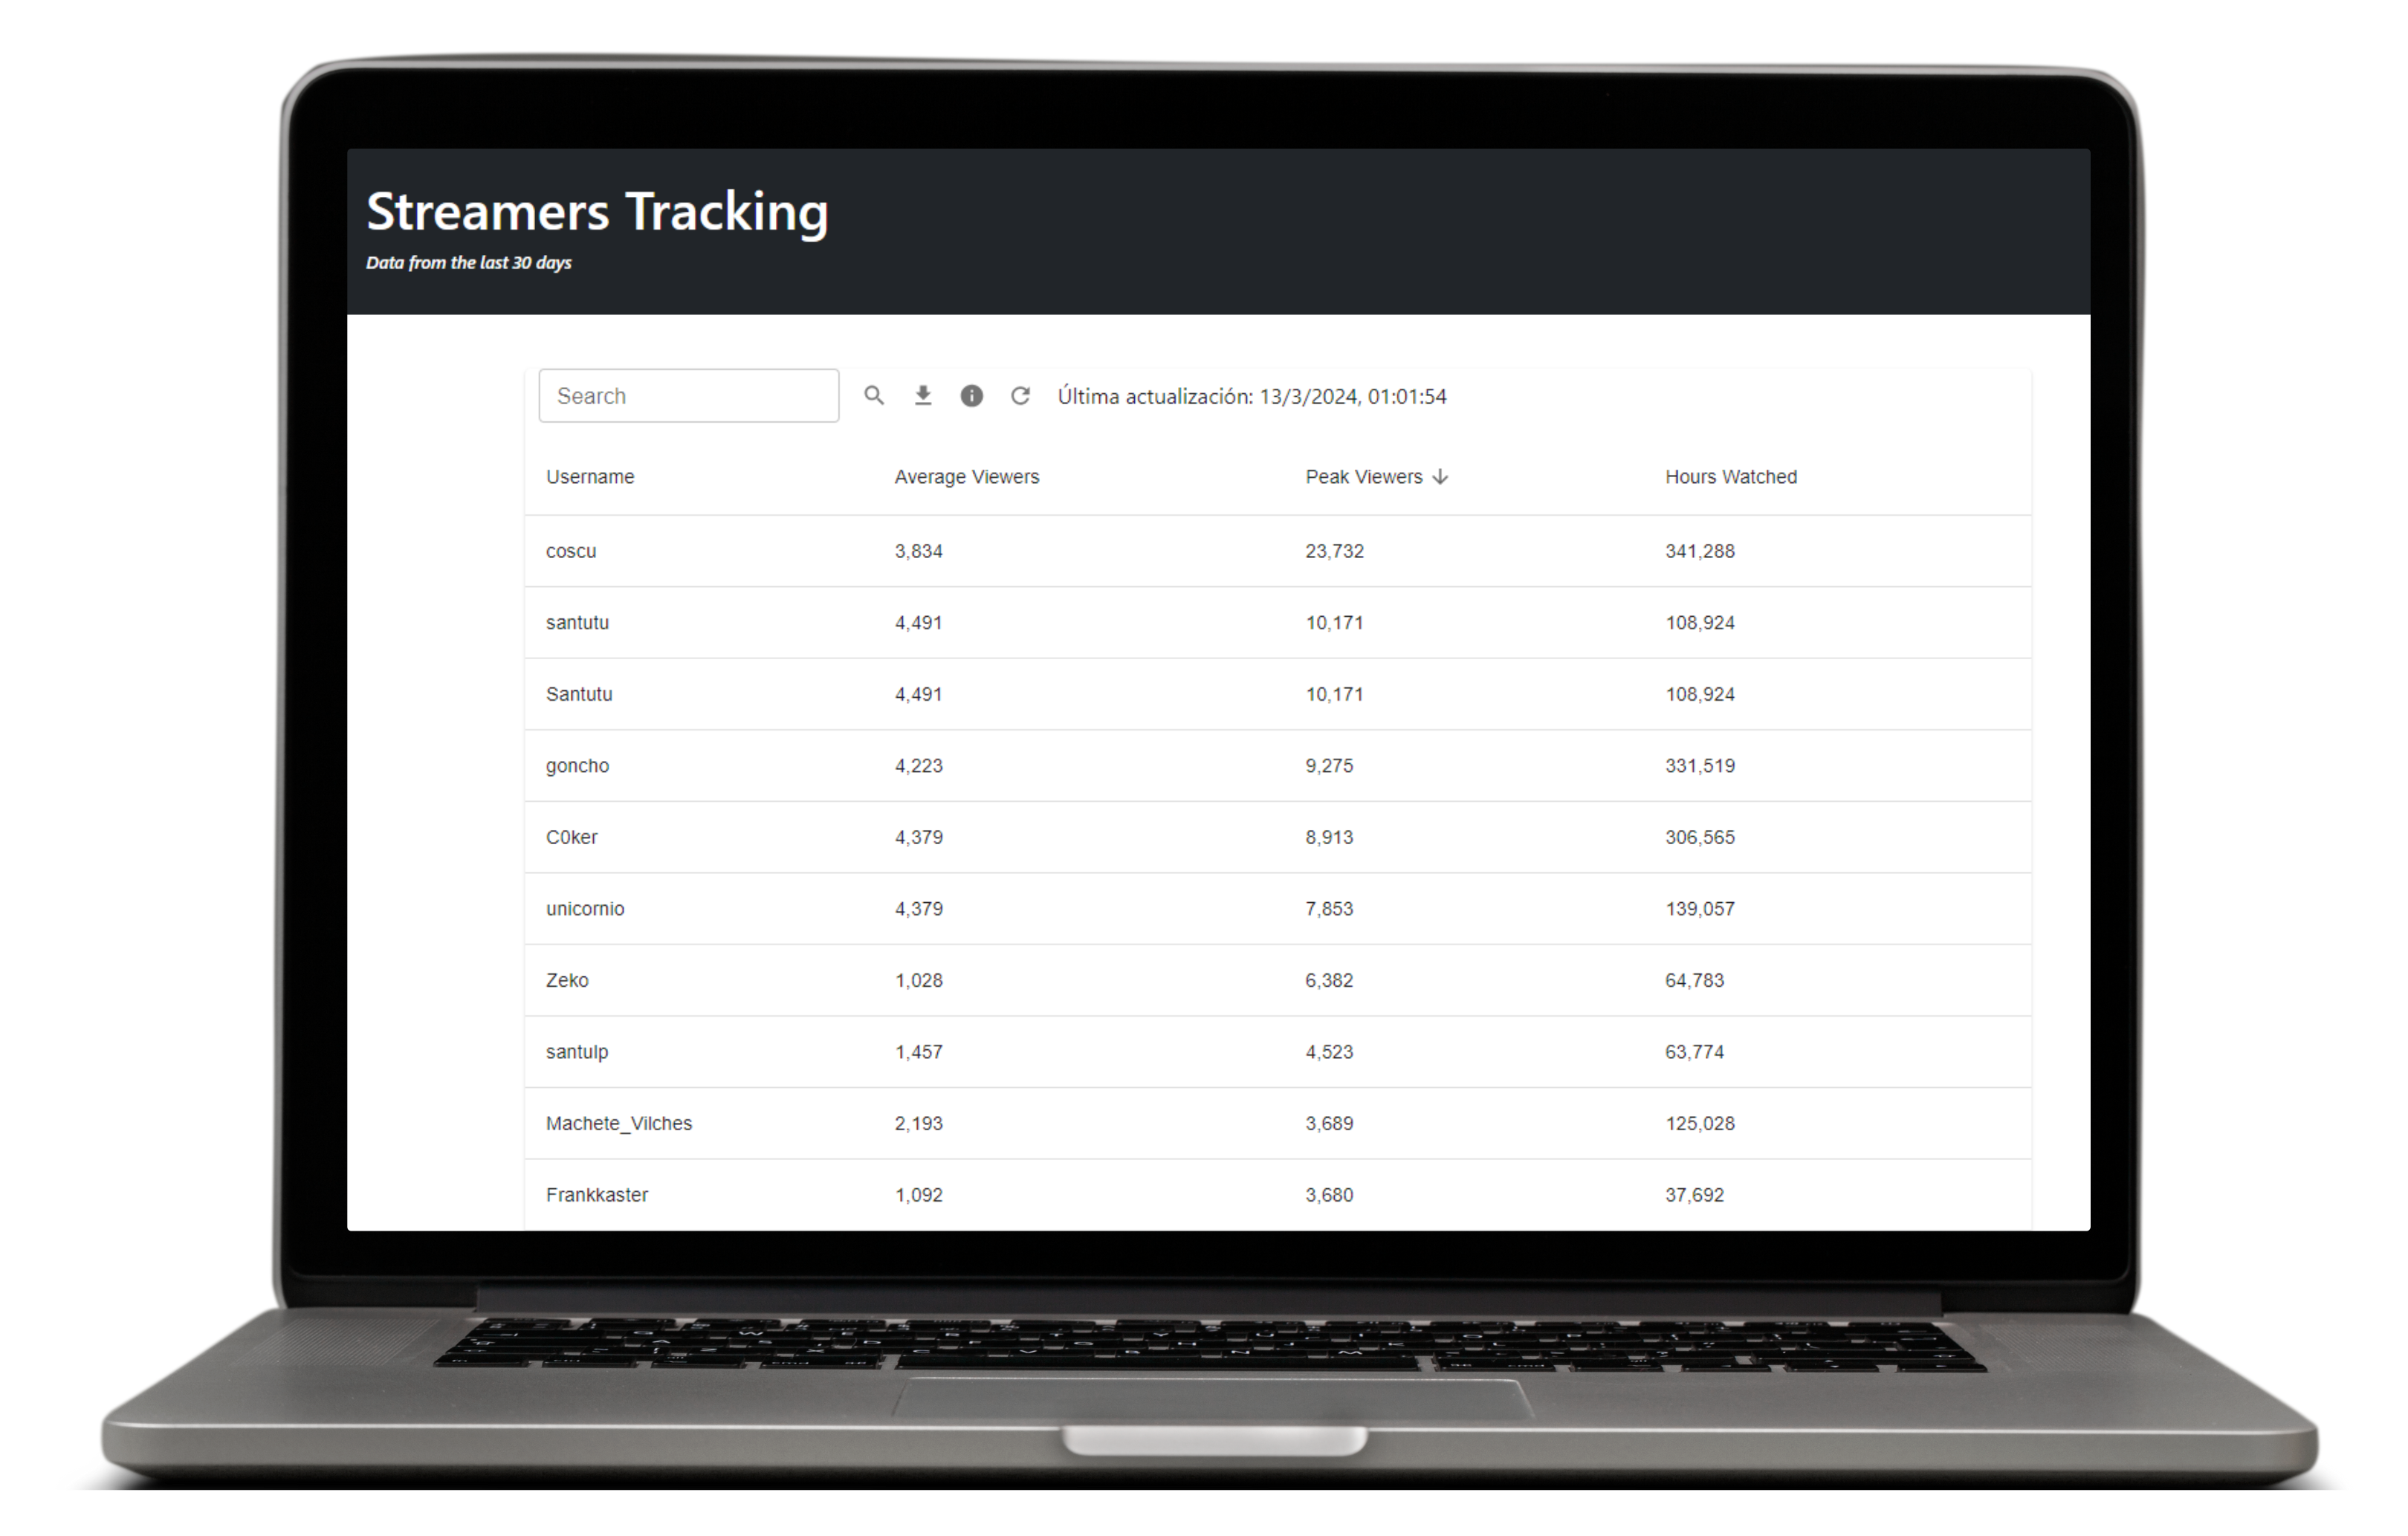 Streamers Tracking
Data from the last 30 days
Search
Última actualización: 13/3/2024, 01:01:54
Username Average Viewers Peak Viewers Hours Watched
coscu 3,834 23,732 341,288
santutu 4,491 10,171 108,924
Santutu 4,491 10,171 108,924
goncho 4,223 9,275 331,519
C0ker 4,379 8,913 306,565
unicornio 4,379 7,853 139,057
Zeko 1,028 6,382 64,783
santulp 1,457 4,523 63,774
Machete_Vilches 2,193 3,689 125,028
Frankkaster 1,092 3,680 37,692